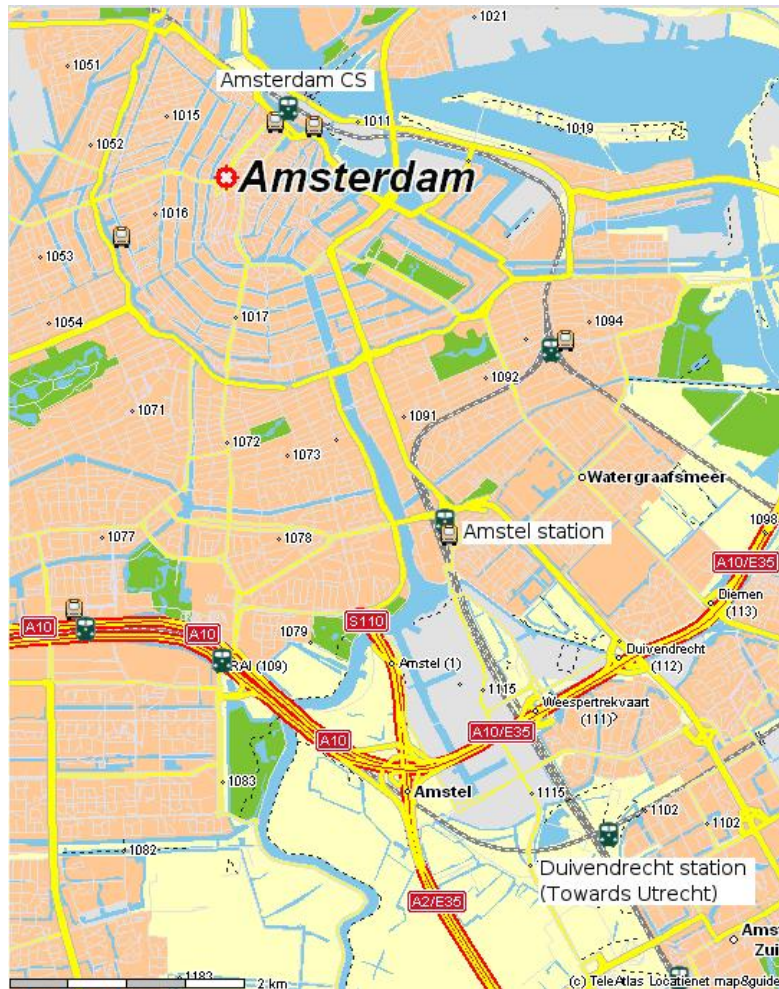 1021
1051
Amsterdam CS
1015
1011
1019
1052
Amsterdam
1016
1053
1054
1017
1094
1092
1071
1091
1072
1073
Watergraafsmeer
1098
1077
1078
Amstel station
A10/E35
Diemen
(113)
A10
A10
S110
1079
RAI (109)
Amstel (1)
Duivendrecht
(112)
1115
Weespertrekvaart
(111)
A10
A10/E35
1083
Amstel
1115
1102
1102
1082
Duivendrecht station
(Towards Utrecht)
A2/E35
Ams
Zui
1183
2 km
(c) TeleAtlas Locatienet map&guide